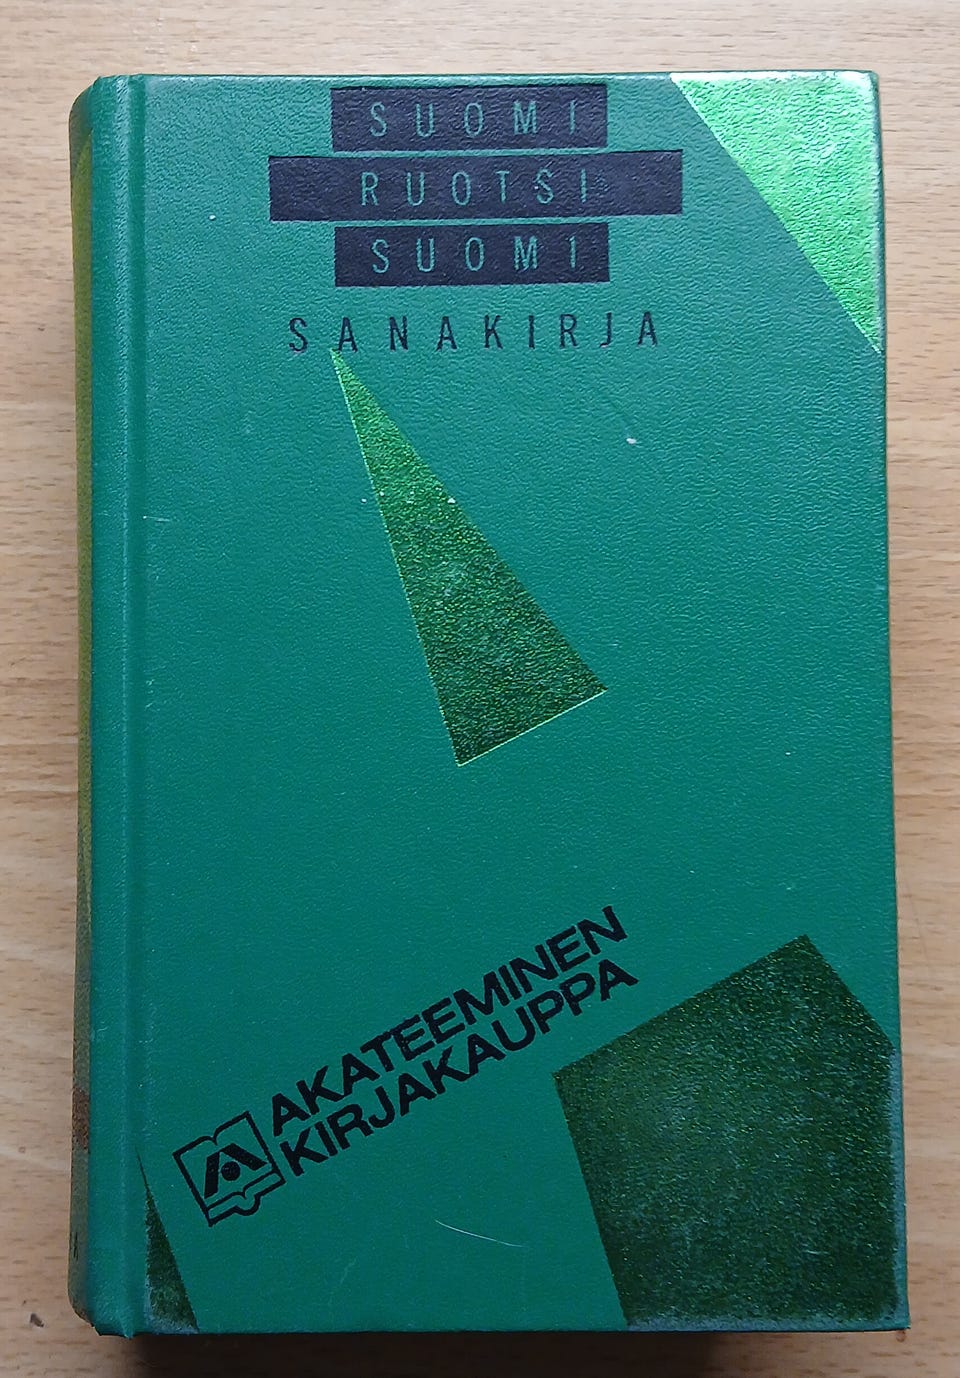 SUOMI
RUOTSI
SUOMI
SANAKIRJA
AKATEEMINEN
KIRJAKAUPPA